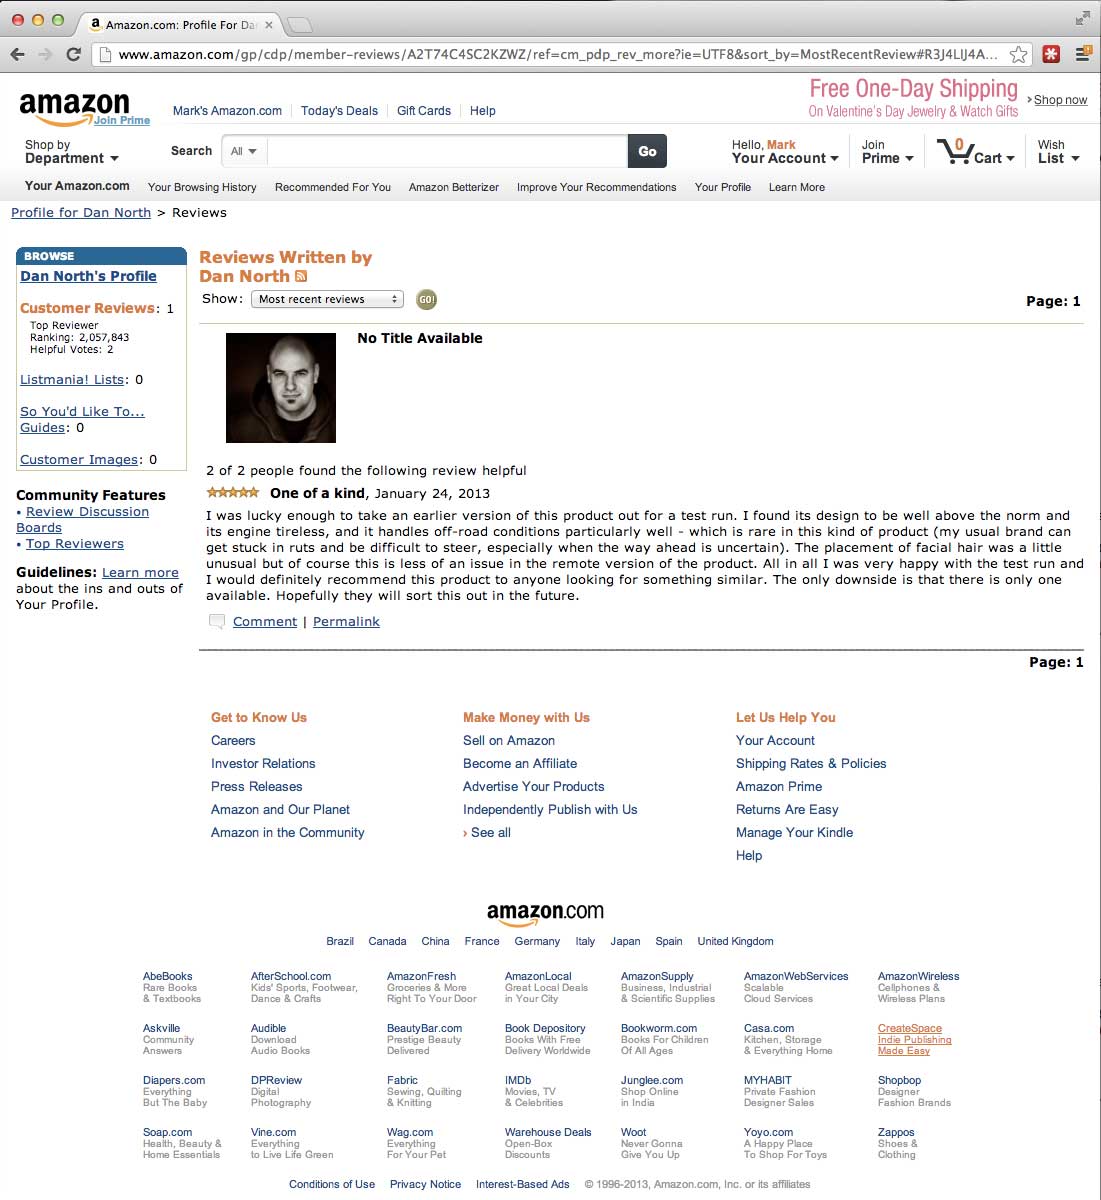 Amazon.com: Profile For Da
www.amazon.com/gp/cdp/member-reviews/A2T74C4SC2KZWZ/ref=cm_pdp_rev_more?ie=UTF8&sort_by=MostRecentReview#R3J4LIJ4A...
amazon
Join Prime
Mark's Amazon.com
Today's Deals
Gift Cards
Help
Free One-Day Shipping
On Valentine's Day Jewelry & Watch Gifts
› Shop now
Shop by
Department
Search
All
Go
Hello, Mark
Your Account
Join
Prime
0
Cart
Wish
List
Your Amazon.com
Your Browsing History
Recommended For You
Amazon Betterizer
Improve Your Recommendations
Your Profile
Learn More
Profile for Dan North > Reviews
BROWSE
Dan North's Profile
Customer Reviews: 1
Top Reviewer
Ranking: 2,057,843
Helpful Votes: 2
Listmania! Lists: 0
So You'd Like To...
Guides: 0
Customer Images: 0
Community Features
• Review Discussion
Boards
• Top Reviewers
Guidelines: Learn more
about the ins and outs of
Your Profile.
Reviews Written by
Dan North
Show: Most recent reviews GO!
Page: 1
No Title Available
2 of 2 people found the following review helpful
One of a kind, January 24, 2013
I was lucky enough to take an earlier version of this product out for a test run. I found its design to be well above the norm and
its engine tireless, and it handles off-road conditions particularly well - which is rare in this kind of product (my usual brand can
get stuck in ruts and be difficult to steer, especially when the way ahead is uncertain). The placement of facial hair was a little
unusual but of course this is less of an issue in the remote version of the product. All in all I was very happy with the test run and
I would definitely recommend this product to anyone looking for something similar. The only downside is that there is only one
available. Hopefully they will sort this out in the future.
Comment | Permalink
Page: 1
Get to Know Us
Careers
Investor Relations
Press Releases
Amazon and Our Planet
Amazon in the Community
Make Money with Us
Sell on Amazon
Become an Affiliate
Advertise Your Products
Independently Publish with Us
› See all
Let Us Help You
Your Account
Shipping Rates & Policies
Amazon Prime
Returns Are Easy
Manage Your Kindle
Help
amazon.com
Brazil Canada China France Germany Italy Japan Spain United Kingdom
AbeBooks
Rare Books
& Textbooks
AfterSchool.com
Kids' Sports, Footwear,
Dance & Crafts
AmazonFresh
Groceries & More
Right To Your Door
AmazonLocal
Great Local Deals
in Your City
AmazonSupply
Business, Industrial
& Scientific Supplies
AmazonWebServices
Scalable
Cloud Services
AmazonWireless
Cellphones &
Wireless Plans
Askville
Community
Answers
Audible
Download
Audio Books
BeautyBar.com
Prestige Beauty
Delivered
Book Depository
Books With Free
Delivery Worldwide
Bookworm.com
Books For Children
Of All Ages
Casa.com
Kitchen, Storage
& Everything Home
CreateSpace
Indie Publishing
Made Easy
Diapers.com
Everything
But The Baby
DPReview
Digital
Photography
Fabric
Sewing, Quilting
& Knitting
IMDb
Movies, TV
& Celebrities
Junglee.com
Shop Online
in India
MYHABIT
Private Fashion
Designer Sales
Shopbop
Designer
Fashion Brands
Soap.com
Health, Beauty &
Home Essentials
Vine.com
Everything
to Live Life Green
Wag.com
Everything
For Your Pet
Warehouse Deals
Open-Box
Discounts
Woot
Never Gonna
Give You Up
Yoyo.com
A Happy Place
To Shop For Toys
Zappos
Shoes &
Clothing
Conditions of Use Privacy Notice Interest-Based Ads © 1996-2013, Amazon.com, Inc. or its affiliates